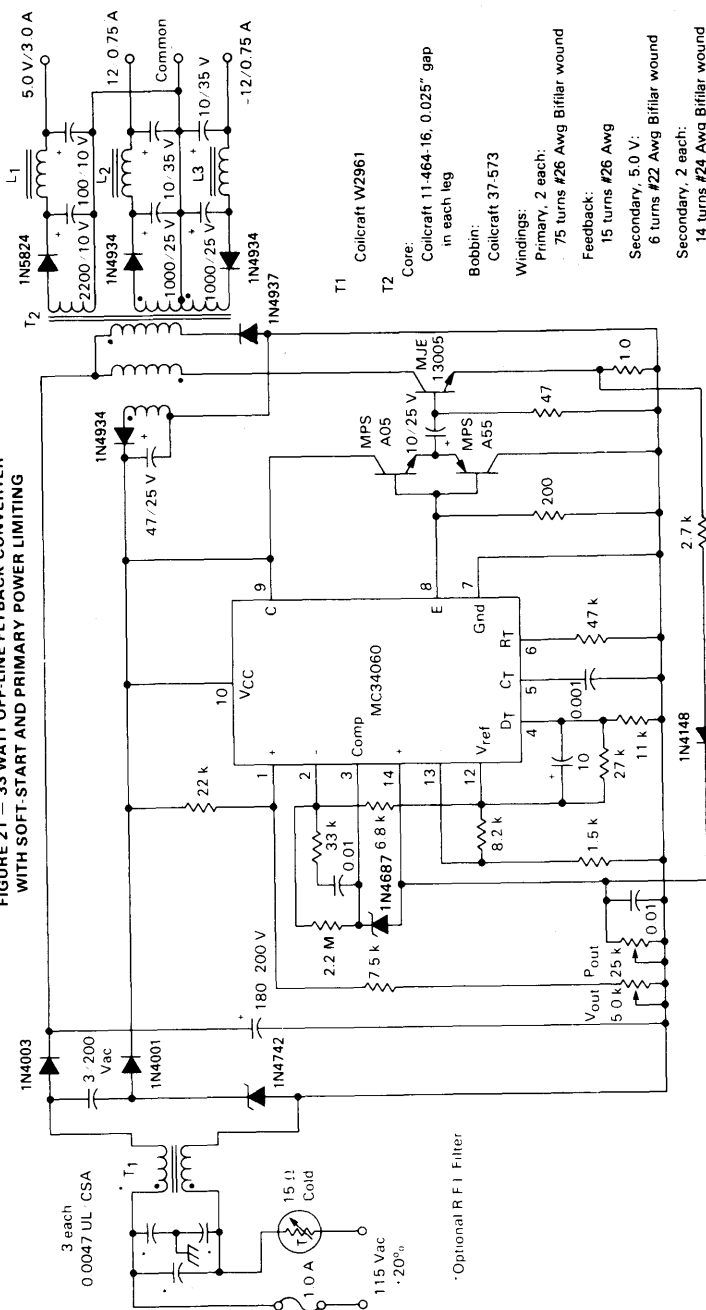 FIGURE 21 — 33 WATT OFF-LINE FLYBACK CONVERTER
WITH SOFT-START AND PRIMARY POWER LIMITING
3 each
0.0047 UL·CSA
*
T1
1.0 A
T
15 Ω
Cold
115 Vac
20%
*Optional R F I Filter
1N4003
3/200
Vac
1N4001
1N4742
180 200 V
22 k
47/25 V
1N4934
1N4937
T2
1N5824
2200/10 V
L1
100/10 V
5.0 V/3.0 A
1N4934
1000/25 V
L2
10/35 V
12 0.75 A
Common
1N4934
1000/25 V
L3
10/35 V
-12/0.75 A
10
VCC
MC34060
1 +
2 -
3 Comp
14 +
13 -
12 Vref
9 C
8 E
7 Gnd
4 DT
5 CT
6 RT
33 k
0.01
2.2 M
1N4687
7.5 k
6.8 k
8.2 k
1.5 k
10
27 k
11 k
0.001
47 k
200
MPS
A05
10/25 V
MPS
A55
MJE
13005
47
1.0
2.7 k
1N4148
Vout
5.0 k
Pout
25 k
0.01
T1 Coilcraft W2961
T2
Core:
Coilcraft 11-464-16, 0.025" gap
in each leg
Bobbin:
Coilcraft 37-573
Windings:
Primary, 2 each:
75 turns #26 Awg Bifilar wound
Feedback:
15 turns #26 Awg
Secondary, 5.0 V:
6 turns #22 Awg Bifilar wound
Secondary, 2 each:
14 turns #24 Awg Bifilar wound